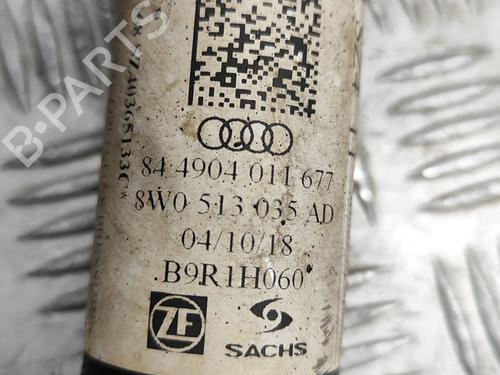 84 4904 011 677
*8W0 513 035 AD
04/10/18
B9R1H060*
ZF SACHS
B-PARTS